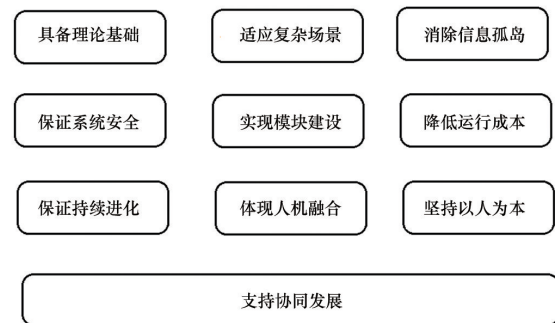 具备理论基础
适应复杂场景
消除信息孤岛
保证系统安全
实现模块建设
降低运行成本
保证持续进化
体现人机融合
坚持以人为本
支持协同发展